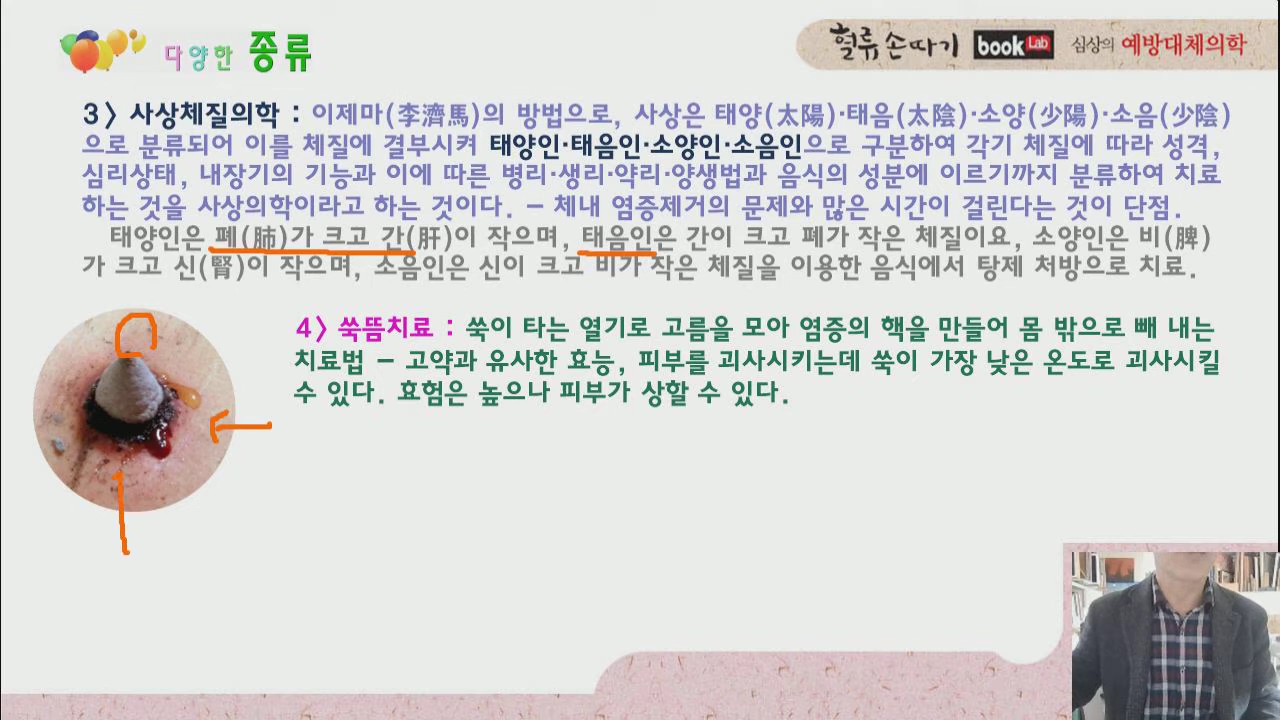 다양한 종류
혈류 손따기 book Lab 심상의 예방대체의학
3) 사상체질의학 : 이제마(李濟馬)의 방법으로, 사상은 태양(太陽)·태음(太陰)·소양(少陽)·소음(少陰)
으로 분류되어 이를 체질에 결부시켜 태양인·태음인·소양인·소음인으로 구분하여 각기 체질에 따라 성격,
심리상태, 내장기의 기능과 이에 따른 병리·생리·약리·양생법과 음식의 성분에 이르기까지 분류하여 치료
하는 것을 사상의학이라고 하는 것이다. - 체내 염증제거의 문제와 많은 시간이 걸린다는 것이 단점.
태양인은 폐(肺)가 크고 간(肝)이 작으며, 태음인은 간이 크고 폐가 작은 체질이요, 소양인은 비(脾)
가 크고 신(腎)이 작으며, 소음인은 신이 크고 비가 작은 체질을 이용한 음식에서 탕제 처방으로 치료.
4) 쑥뜸치료 : 쑥이 타는 열기로 고름을 모아 염증의 핵을 만들어 몸 밖으로 빼 내는
치료법 - 고약과 유사한 효능, 피부를 괴사시키는데 쑥이 가장 낮은 온도로 괴사시킬
수 있다. 효험은 높으나 피부가 상할 수 있다.